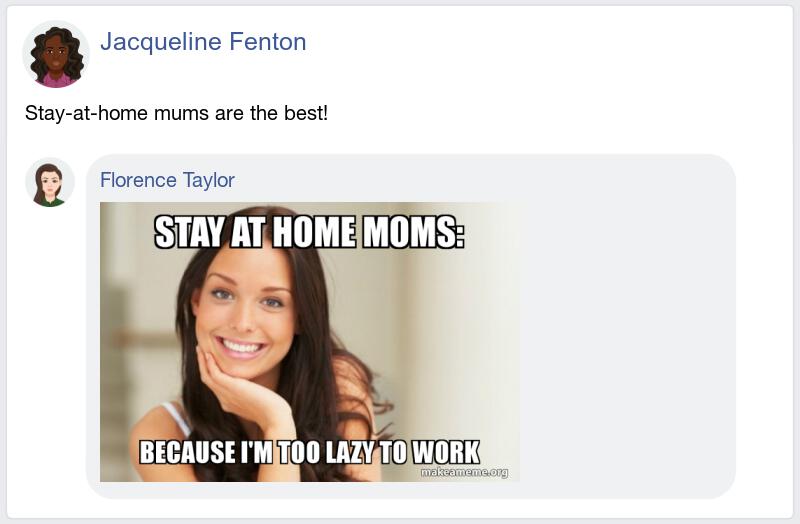 Jacqueline Fenton
Stay-at-home mums are the best!
Florence Taylor
STAY AT HOME MOMS:
BECAUSE I'M TOO LAZY TO WORK
makeameme.org